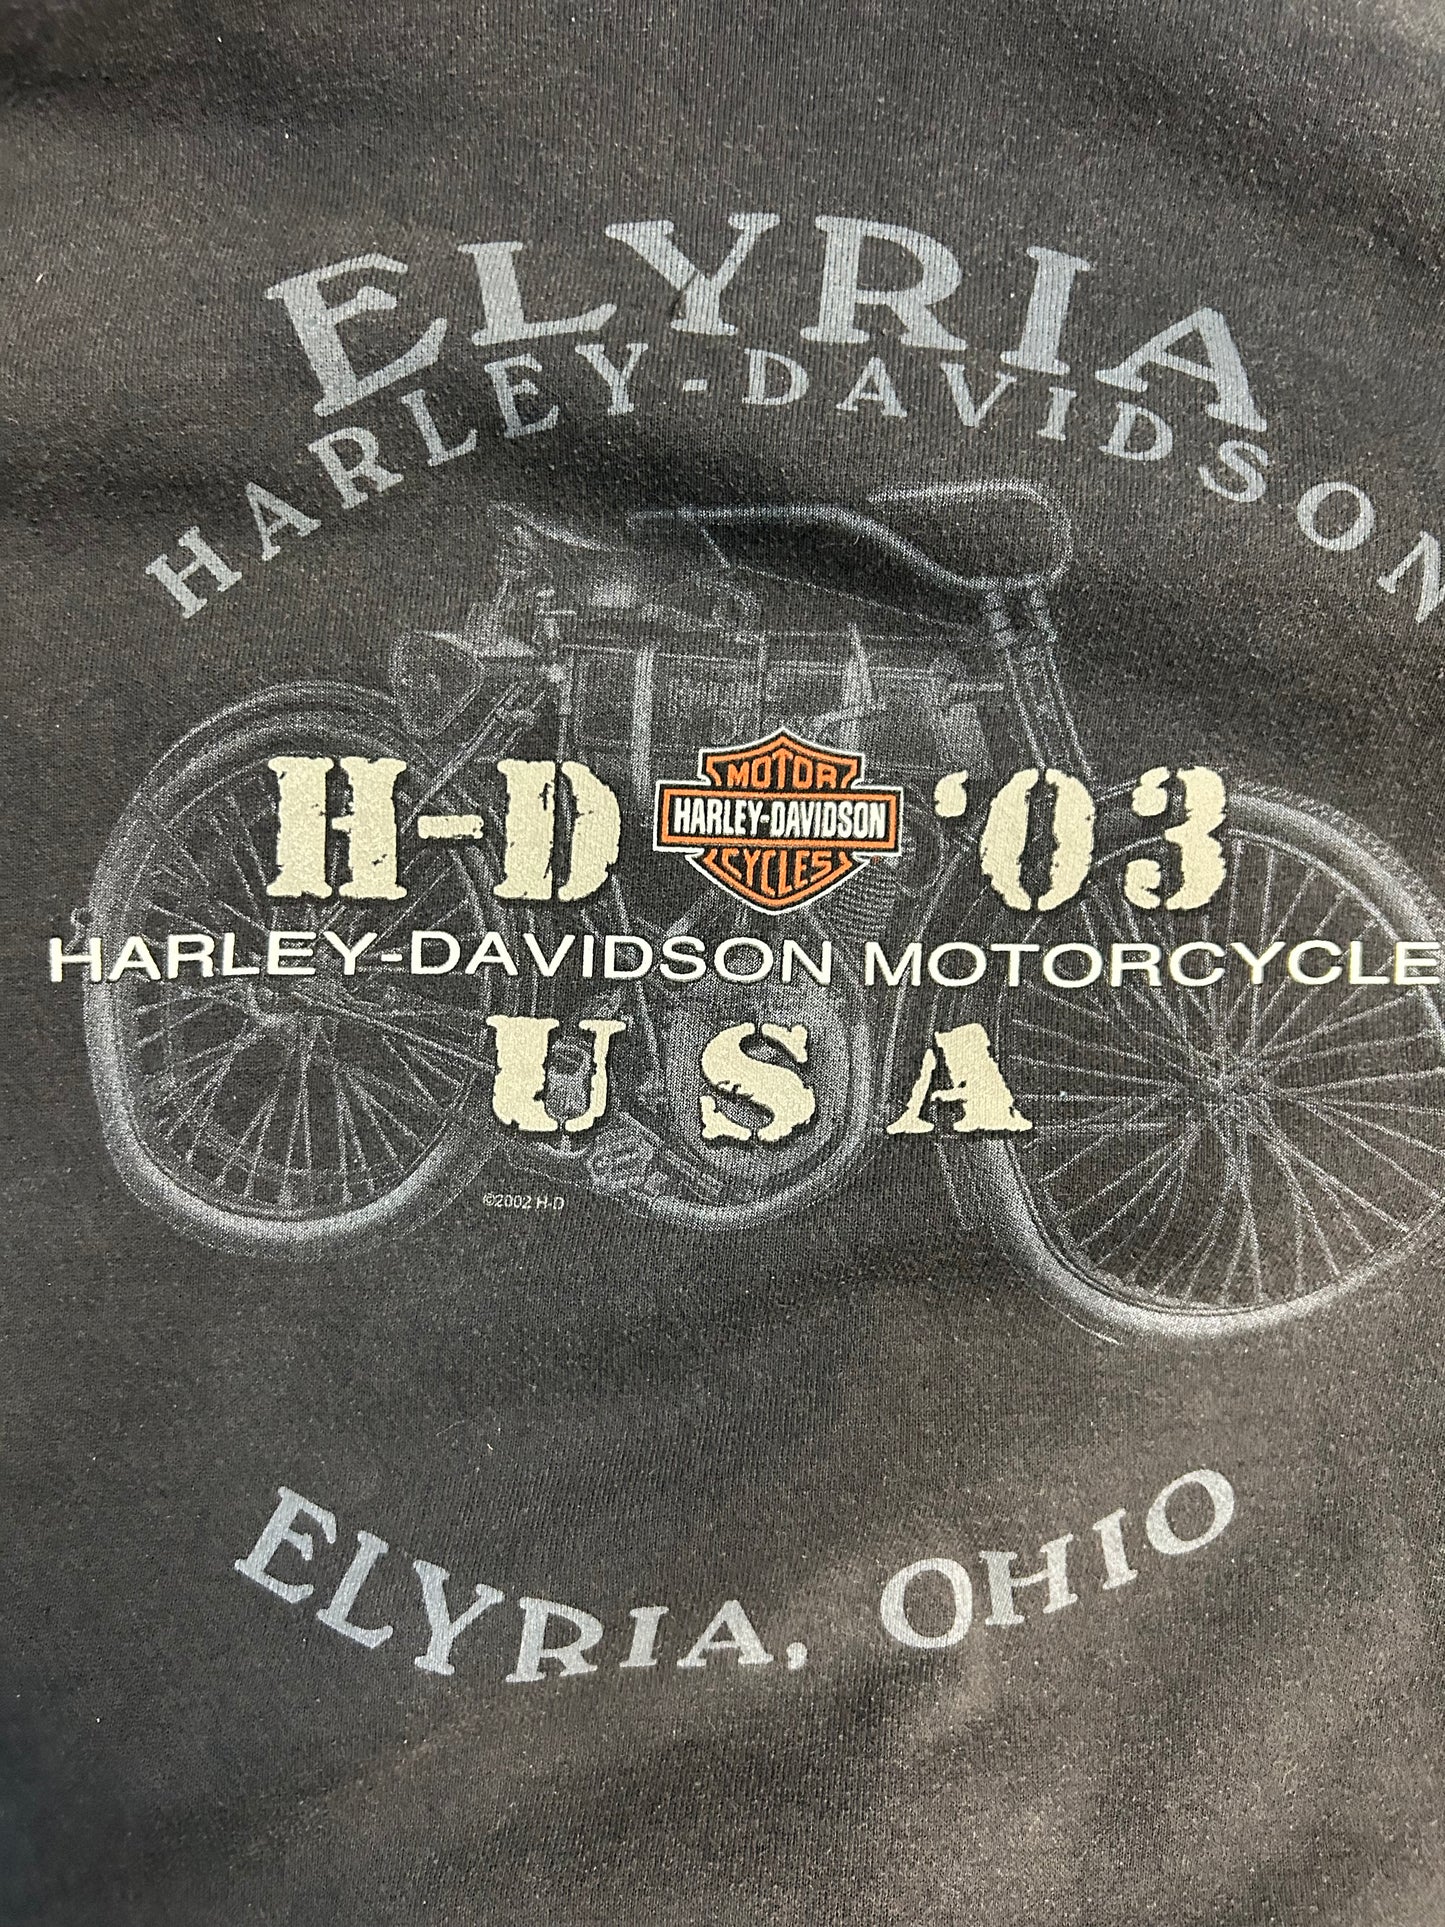 ELYRIA
HARLEY-DAVIDSON
H-D MOTOR HARLEY-DAVIDSON CYCLES '03
HARLEY-DAVIDSON MOTORCYCLE
USA
©2002 H-D
ELYRIA, OHIO